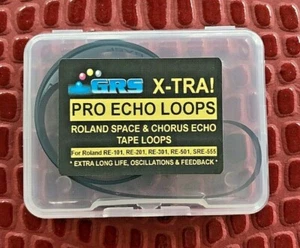 GRS X-TRA!
PRO ECHO LOOPS
ROLAND SPACE & CHORUS ECHO
TAPE LOOPS
For Roland RE-101, RE-201, RE-301, RE-501, SRE-555
* EXTRA LONG LIFE, OSCILLATIONS & FEEDBACK *